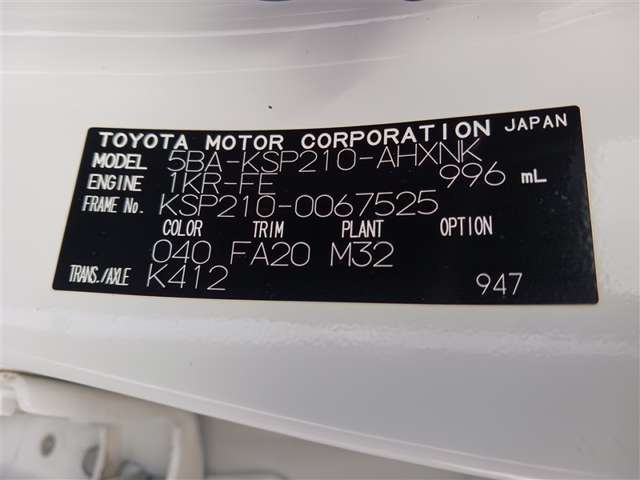 TOYOTA MOTOR CORPORATION JAPAN
MODEL 5BA-KSP210-AHXNK
ENGINE 1KR-FE 996 mL
FRAME No. KSP210-0067525
COLOR TRIM PLANT OPTION
040 FA20 M32
TRANS./AXLE K412 947